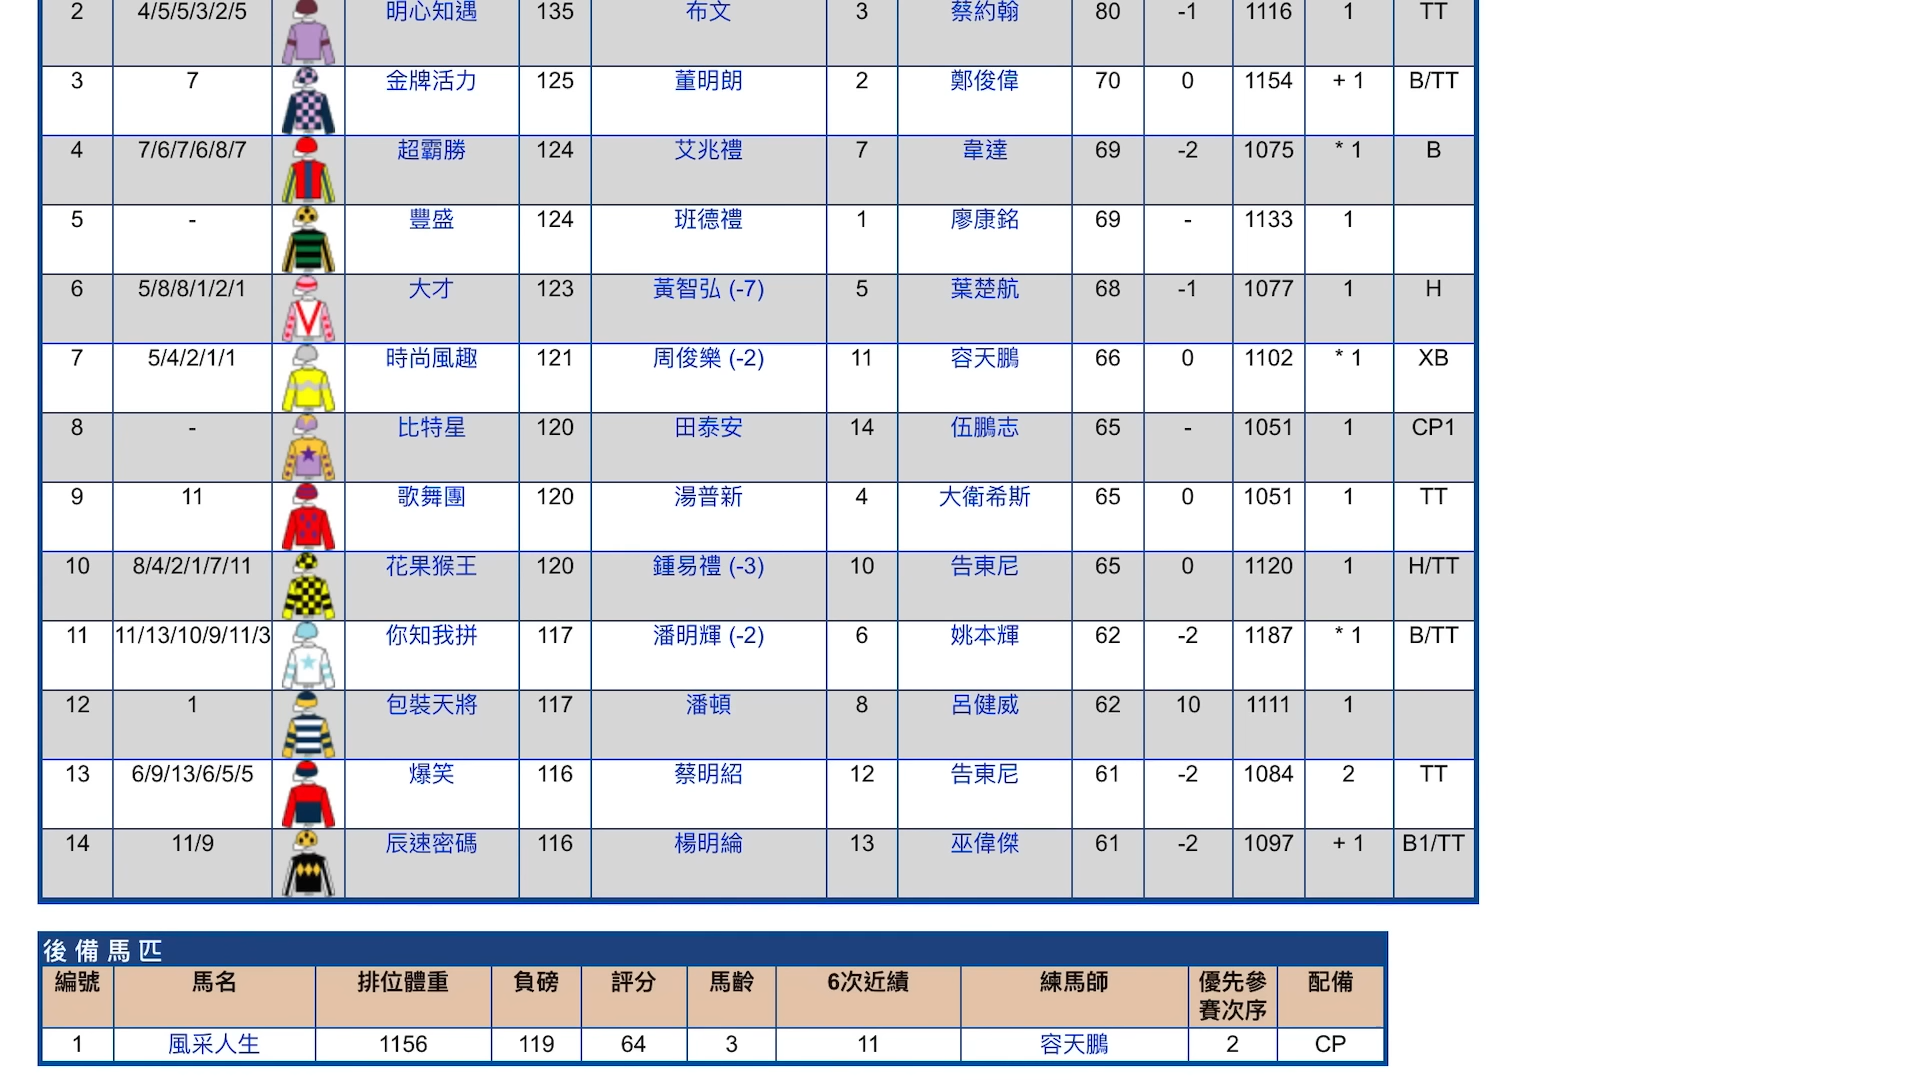 2 4/5/5/3/2/5 明心知遇 135 布文 3 蔡約翰 80 -1 1116 1 TT
3 7 金牌活力 125 董明朗 2 鄭俊偉 70 0 1154 + 1 B/TT
4 7/6/7/6/8/7 超霸勝 124 艾兆禮 7 韋達 69 -2 1075 * 1 B
5 - 豐盛 124 班德禮 1 廖康銘 69 - 1133 1
6 5/8/8/1/2/1 大才 123 黃智弘 (-7) 5 葉楚航 68 -1 1077 1 H
7 5/4/2/1/1 時尚風趣 121 周俊樂 (-2) 11 容天鵬 66 0 1102 * 1 XB
8 - 比特星 120 田泰安 14 伍鵬志 65 - 1051 1 CP1
9 11 歌舞團 120 湯普新 4 大衛希斯 65 0 1051 1 TT
10 8/4/2/1/7/11 花果猴王 120 鍾易禮 (-3) 10 告東尼 65 0 1120 1 H/TT
11 11/13/10/9/11/3 你知我拼 117 潘明輝 (-2) 6 姚本輝 62 -2 1187 * 1 B/TT
12 1 包裝天將 117 潘頓 8 呂健威 62 10 1111 1
13 6/9/13/6/5/5 爆笑 116 蔡明紹 12 告東尼 61 -2 1084 2 TT
14 11/9 辰速密碼 116 楊明綸 13 巫偉傑 61 -2 1097 + 1 B1/TT
後備馬匹
編號 馬名 排位體重 負磅 評分 馬齡 6次近績 練馬師 優先參 配備
賽次序
1 風采人生 1156 119 64 3 11 容天鵬 2 CP